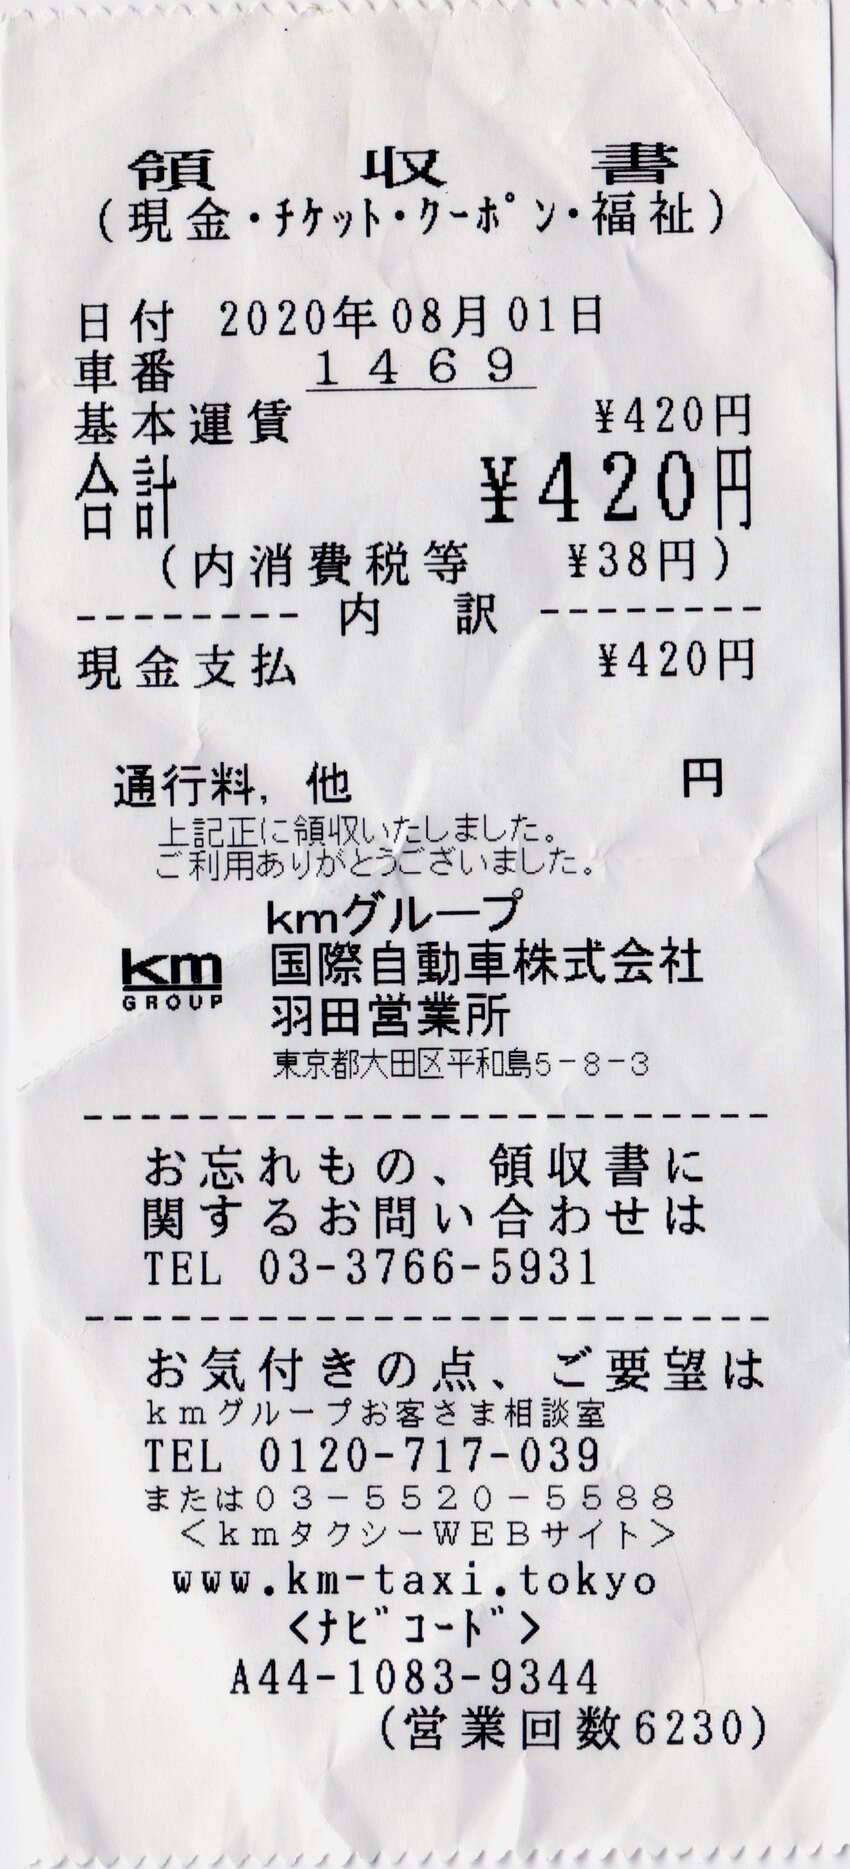 領収書
(現金・ﾁｹｯﾄ・ｸｰﾎﾟﾝ・福祉)
日付 2020年08月01日
車番 1469
基本運賃 ¥420円
合計 ¥420円
(内消費税等 ¥38円)
-------- 内 訳 --------
現金支払 ¥420円
通行料，他 円
上記正に領収いたしました。
ご利用ありがとうございました。
kmグループ
km 国際自動車株式会社
GROUP 羽田営業所
東京都大田区平和島5-8-3
------------------------
お忘れもの、領収書に
関するお問い合わせは
TEL 03-3766-5931
------------------------
お気付きの点、ご要望は
kmグループお客さま相談室
TEL 0120-717-039
または03-5520-5588
<kmタクシーWEBサイト>
www.km-taxi.tokyo
<ﾅﾋﾞｺｰﾄﾞ>
A44-1083-9344
(営業回数6230)